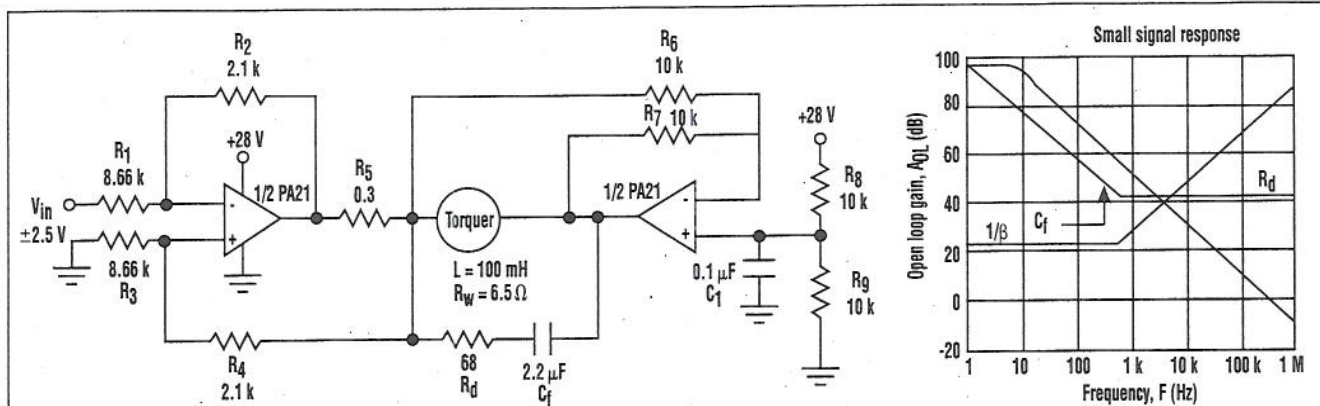 R2
2.1 k
+28 V
R1
8.66 k
Vin
±2.5 V
-
+
1/2 PA21
8.66 k
R3
R4
2.1 k
R5
0.3
Torquer
L = 100 mH
RW = 6.5 Ω
68
Rd
2.2 µF
Cf
R6
10 k
R7 10 k
1/2 PA21
-
+
0.1 µF
C1
+28 V
R8
10 k
R9
10 k
Small signal response
Open loop gain, AOL (dB)
100
80
60
40
20
0
-20
Rd
Cf
1/β
1 10 100 1 k 10 k 100 k 1 M
Frequency, F (Hz)